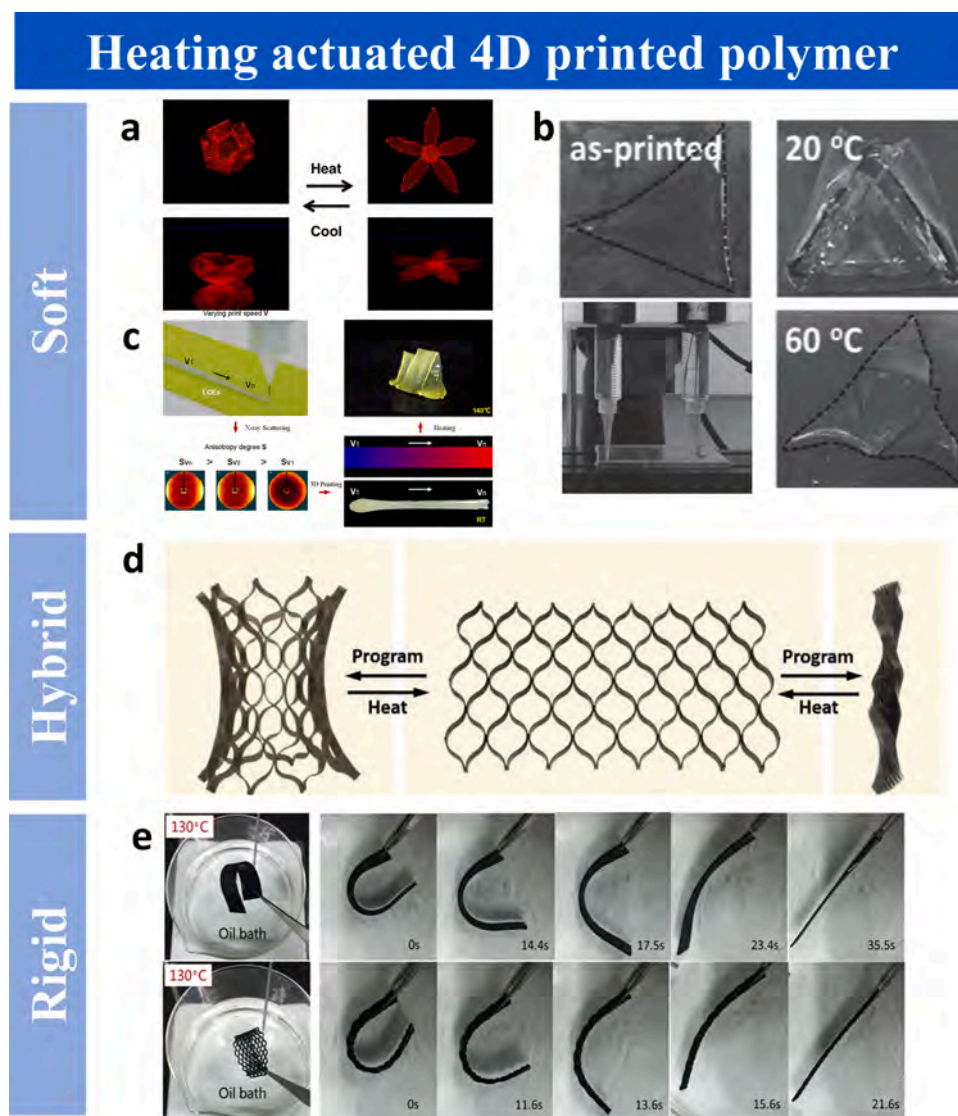 Heating actuated 4D printed polymer
Soft
a
Heat
Cool
b
as-printed
20 °C
60 °C
Varying print speed V
c
V1
Vn
LCEs
X-ray Scattering
Anisotropy degree S
SVn > SV2 > SV1
3D Printing
140°C
Heating
V1
Vn
V1
Vn
RT
Hybrid
d
Program
Heat
Program
Heat
Rigid
e
130°C
Oil bath
0s
14.4s
17.5s
23.4s
35.5s
130°C
Oil bath
0s
11.6s
13.6s
15.6s
21.6s